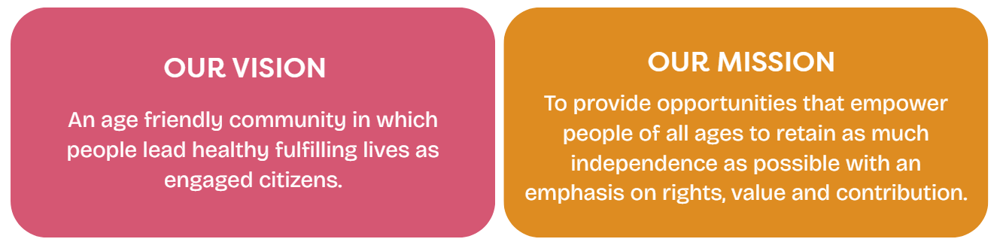 OUR VISION
An age friendly community in which
people lead healthy fulfilling lives as
engaged citizens.
OUR MISSION
To provide opportunities that empower
people of all ages to retain as much
independence as possible with an
emphasis on rights, value and contribution.